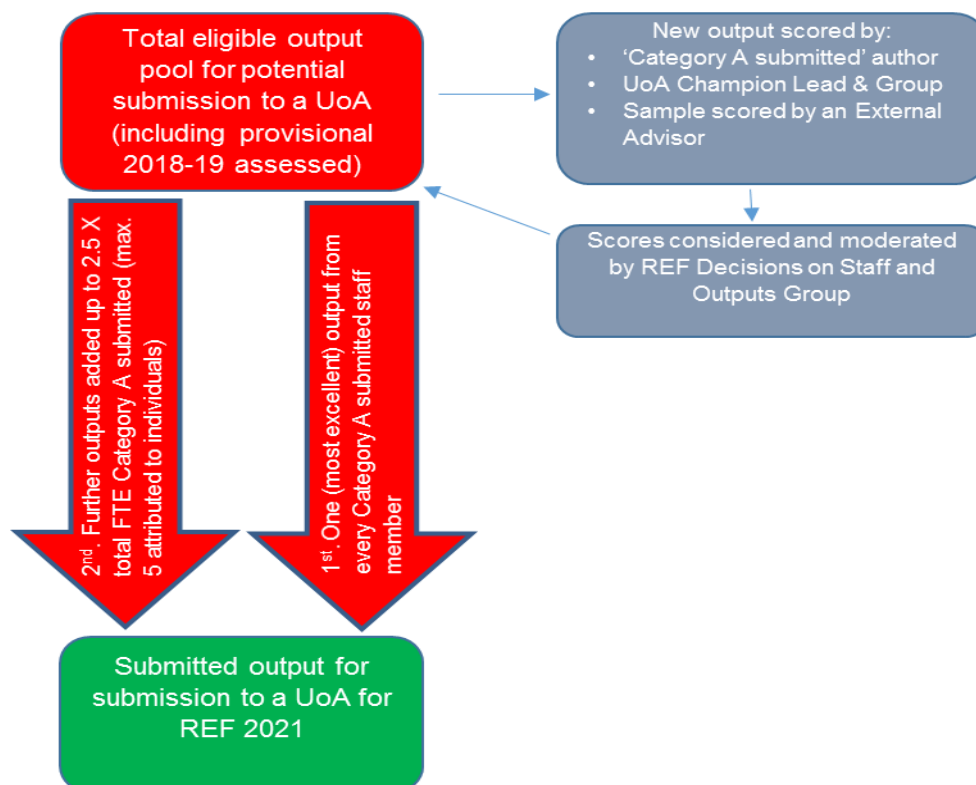 Total eligible output
pool for potential
submission to a UoA
(including provisional
2018-19 assessed)
New output scored by:
• ‘Category A submitted’ author
• UoA Champion Lead & Group
• Sample scored by an External
Advisor
Scores considered and moderated
by REF Decisions on Staff and
Outputs Group
2nd. Further outputs added up to 2.5 X
total FTE Category A submitted (max.
5 attributed to individuals)
1st. One (most excellent) output from
every Category A submitted staff
member
Submitted output for
submission to a UoA for
REF 2021